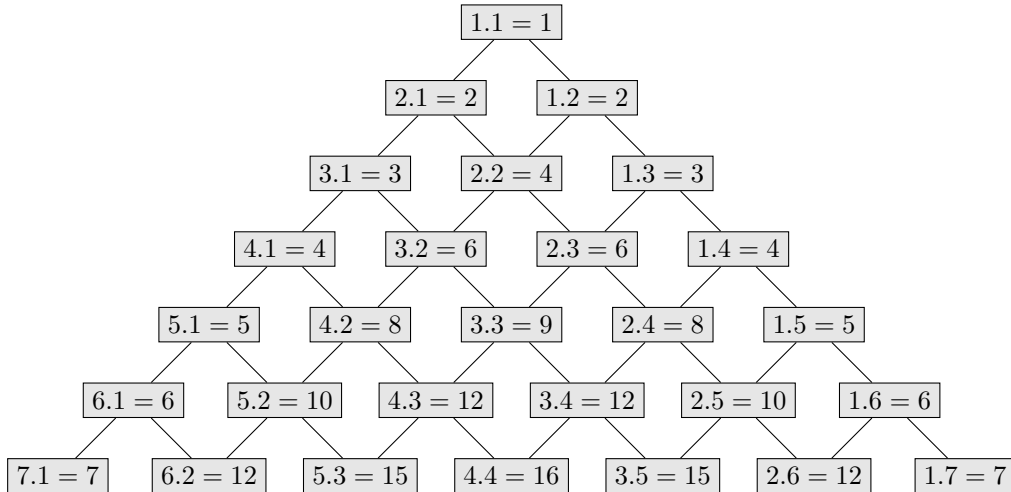 1.1 = 1
2.1 = 2 1.2 = 2
3.1 = 3 2.2 = 4 1.3 = 3
4.1 = 4 3.2 = 6 2.3 = 6 1.4 = 4
5.1 = 5 4.2 = 8 3.3 = 9 2.4 = 8 1.5 = 5
6.1 = 6 5.2 = 10 4.3 = 12 3.4 = 12 2.5 = 10 1.6 = 6
7.1 = 7 6.2 = 12 5.3 = 15 4.4 = 16 3.5 = 15 2.6 = 12 1.7 = 7